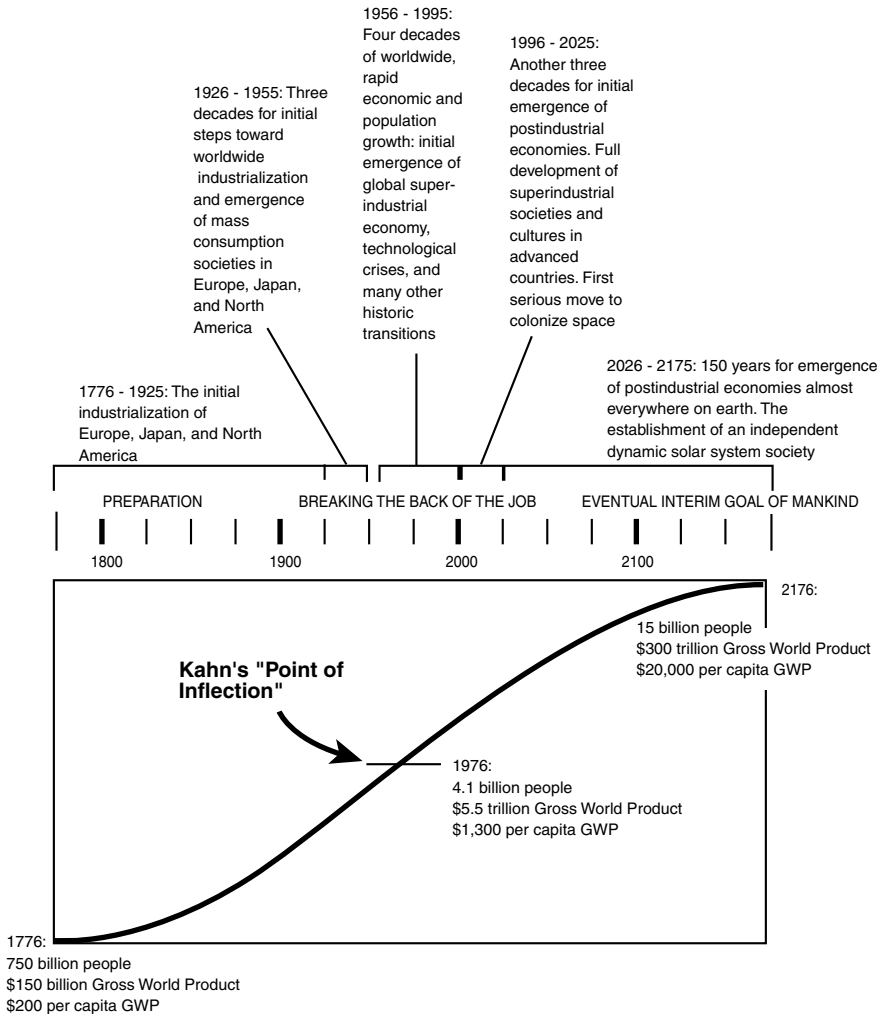 1956 - 1995:
Four decades
of worldwide,
rapid
economic and
population
growth: initial
emergence of
global super-
industrial
economy,
technological
crises, and
many other
historic
transitions
1996 - 2025:
Another three
decades for initial
emergence of
postindustrial
economies. Full
development of
superindustrial
societies and
cultures in
advanced
countries. First
serious move to
colonize space
1926 - 1955: Three
decades for initial
steps toward
worldwide
industrialization
and emergence
of mass
consumption
societies in
Europe, Japan,
and North
America
2026 - 2175: 150 years for emergence
of postindustrial economies almost
everywhere on earth. The
establishment of an independent
dynamic solar system society
1776 - 1925: The initial
industrialization of
Europe, Japan, and North
America
PREPARATION BREAKING THE BACK OF THE JOB EVENTUAL INTERIM GOAL OF MANKIND
1800 1900 2000 2100
2176:
15 billion people
$300 trillion Gross World Product
$20,000 per capita GWP
Kahn's "Point of
Inflection"
1976:
4.1 billion people
$5.5 trillion Gross World Product
$1,300 per capita GWP
1776:
750 billion people
$150 billion Gross World Product
$200 per capita GWP